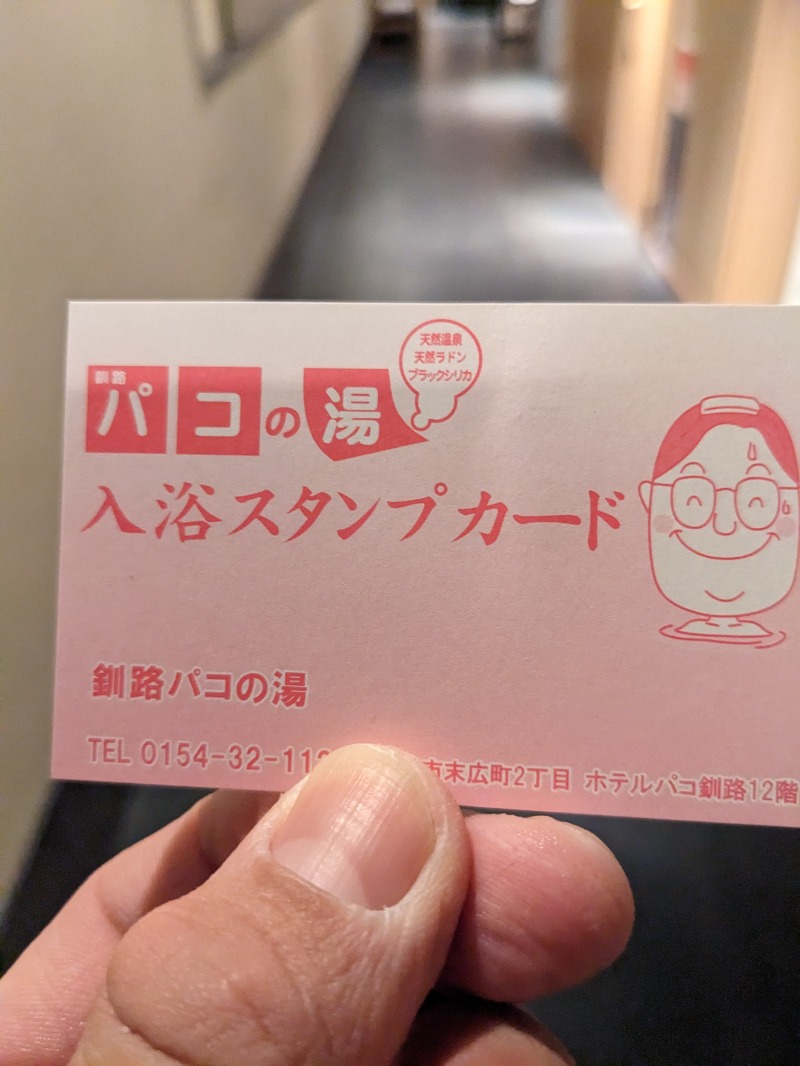 天然温泉
天然ラドン
ブラックシリカ
釧路
パコの湯
入浴スタンプカード
釧路パコの湯
TEL 0154-32-11 市末広町2丁目 ホテルパコ釧路12階